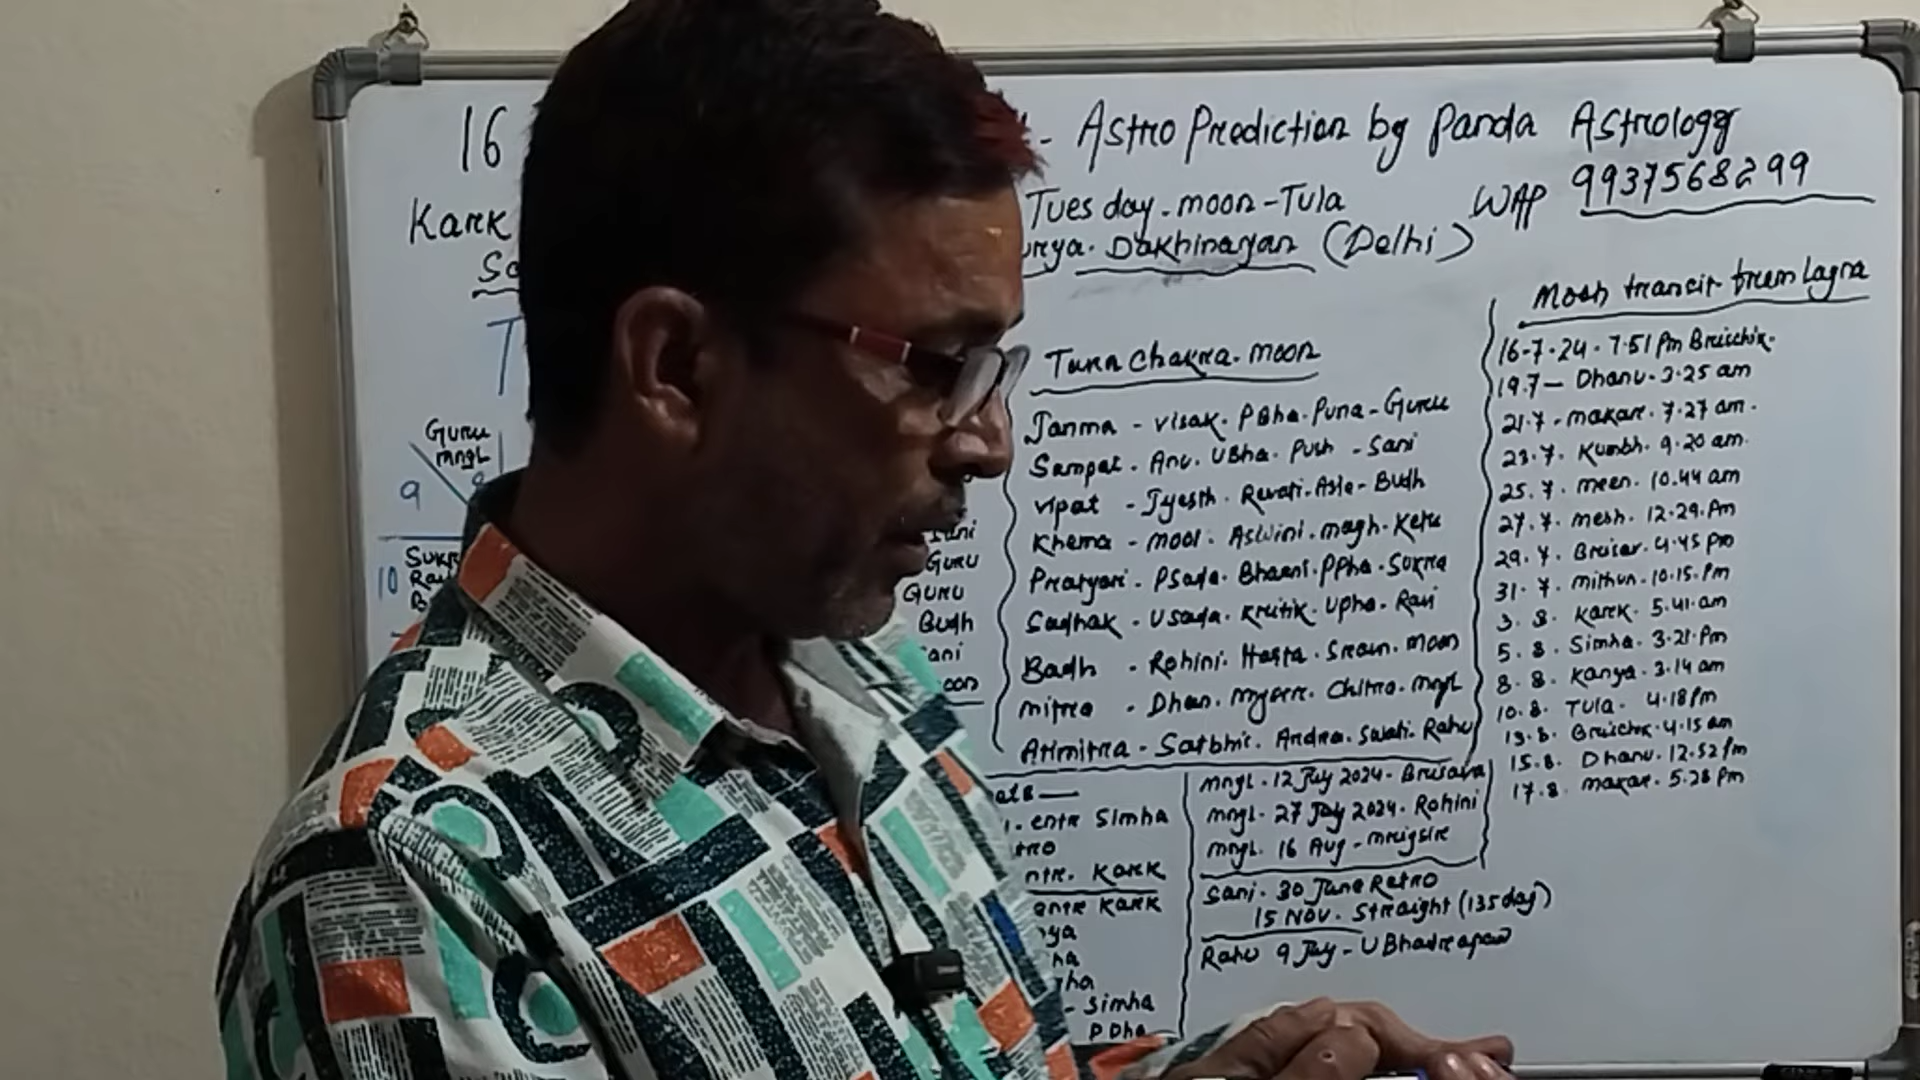 16 - Astro Prediction by Panda Astrology
Tuesday - moon - Tula WAP 9937568299
Kark Dakhinayan (Delhi)
Guru
mngl
9
10
Sani
Guru
Guru
Budh
Tara Chakra - moon
Janma - visak. PBha. Puna - Guru
Sampat - Anu. UBha. Push - Sani
vipat - Jyesth. Revati. Asle - Budh
Khema - mool. Aswini. magh. Ketu
Pratyari - PSada. Bharni. PPha. Sukra
Sadhak - Usada. Kritik. Upha. Ravi
Badh - Rohini. Hasta. Sravn. Moon
mitra - Dhan. mrgsire. Chitra. mngl
Atimitra - Satbhis. Ardra. Swati. Rahu
Moon transit from Lagna
16-7-24 - 7.51 Pm Brischik.
19.7 - Dhanu - 3.25 am
21.7 - makar. 7.27 am.
23.7. Kumbh. 9.20 am.
25.7. meen. 10.44 am
27.7. mesh. 12.29. Pm
29.7. Brisav. 4.45 pm
31.7 mithun. 10.15. Pm
3.8. Kark. 5.41. am
5.8. Simha. 3.21. Pm
8.8. Kanya. 3.14 am
10.8. Tula. 4.18 Pm
13.8. Brischk. 4.15 am
15.8. Dhanu. 12.52 Pm
17.8. makar. 5.28 Pm
entr Simha
Kark
entr Kark
- Simha
P Dha
mngl - 12 July 2024 - Brisava
mngl - 27 July 2024 - Rohini
mngl. 16 Aug - mrigsire
Sani - 30 June Retro
15 Nov. Straight (135 day)
Rahu 9 July - UBhadrapad